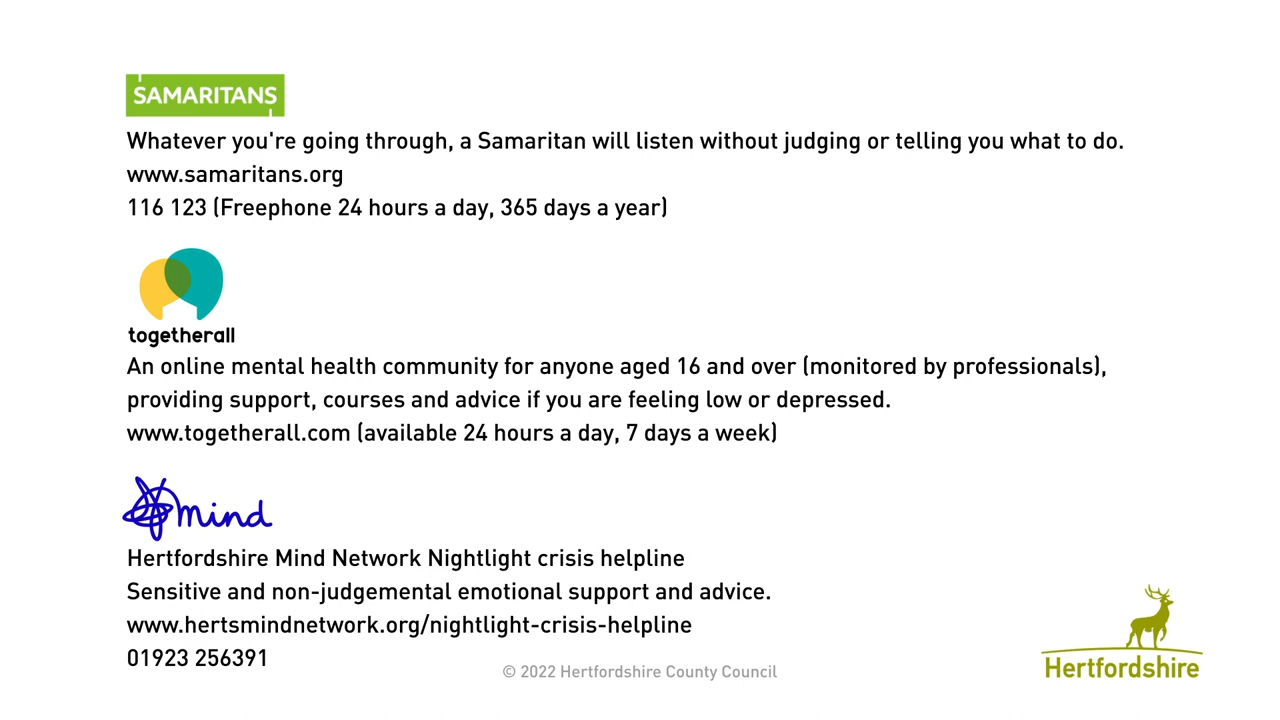 SAMARITANS
Whatever you're going through, a Samaritan will listen without judging or telling you what to do.
www.samaritans.org
116 123 (Freephone 24 hours a day, 365 days a year)
togetherall
An online mental health community for anyone aged 16 and over (monitored by professionals),
providing support, courses and advice if you are feeling low or depressed.
www.togetherall.com (available 24 hours a day, 7 days a week)
mind
Hertfordshire Mind Network Nightlight crisis helpline
Sensitive and non-judgemental emotional support and advice.
www.hertsmindnetwork.org/nightlight-crisis-helpline
01923 256391
© 2022 Hertfordshire County Council
Hertfordshire